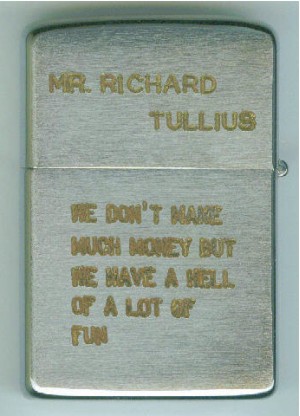 MR. RICHARD
TULLIUS
WE DON'T MAKE
MUCH MONEY BUT
WE HAVE A HELL
OF A LOT OF
FUN